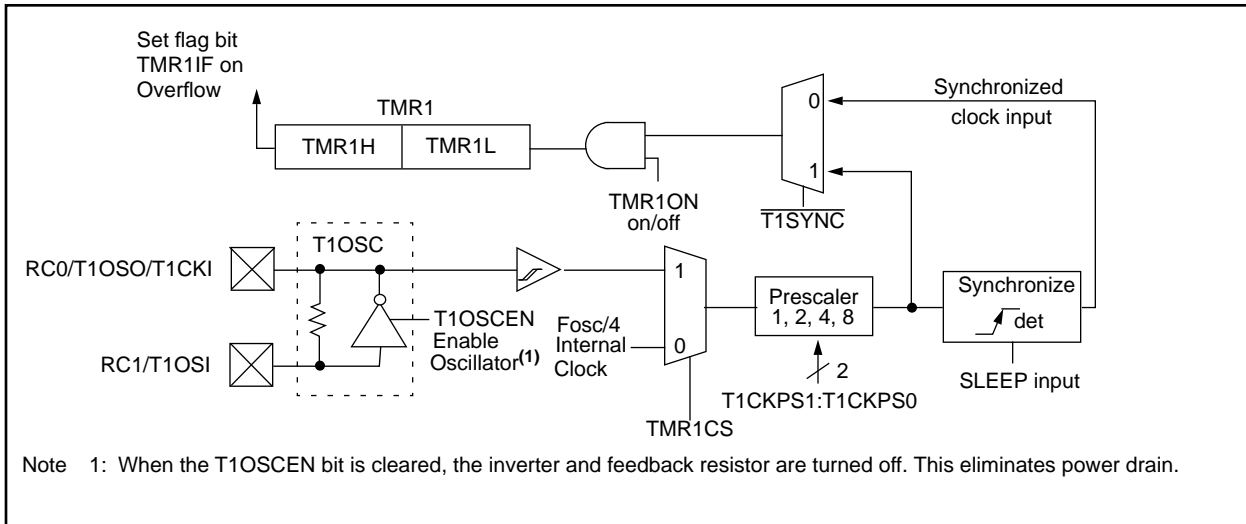 Set flag bit
TMR1IF on
Overflow
TMR1
TMR1H
TMR1L
TMR1ON
on/off
0
1
T1SYNC
Synchronized
clock input
RC0/T1OSO/T1CKI
T1OSC
RC1/T1OSI
T1OSCEN
Enable
Oscillator(1)
Fosc/4
Internal
Clock
1
0
TMR1CS
Prescaler
1, 2, 4, 8
2
T1CKPS1:T1CKPS0
Synchronize
det
SLEEP input
Note 1: When the T1OSCEN bit is cleared, the inverter and feedback resistor are turned off. This eliminates power drain.